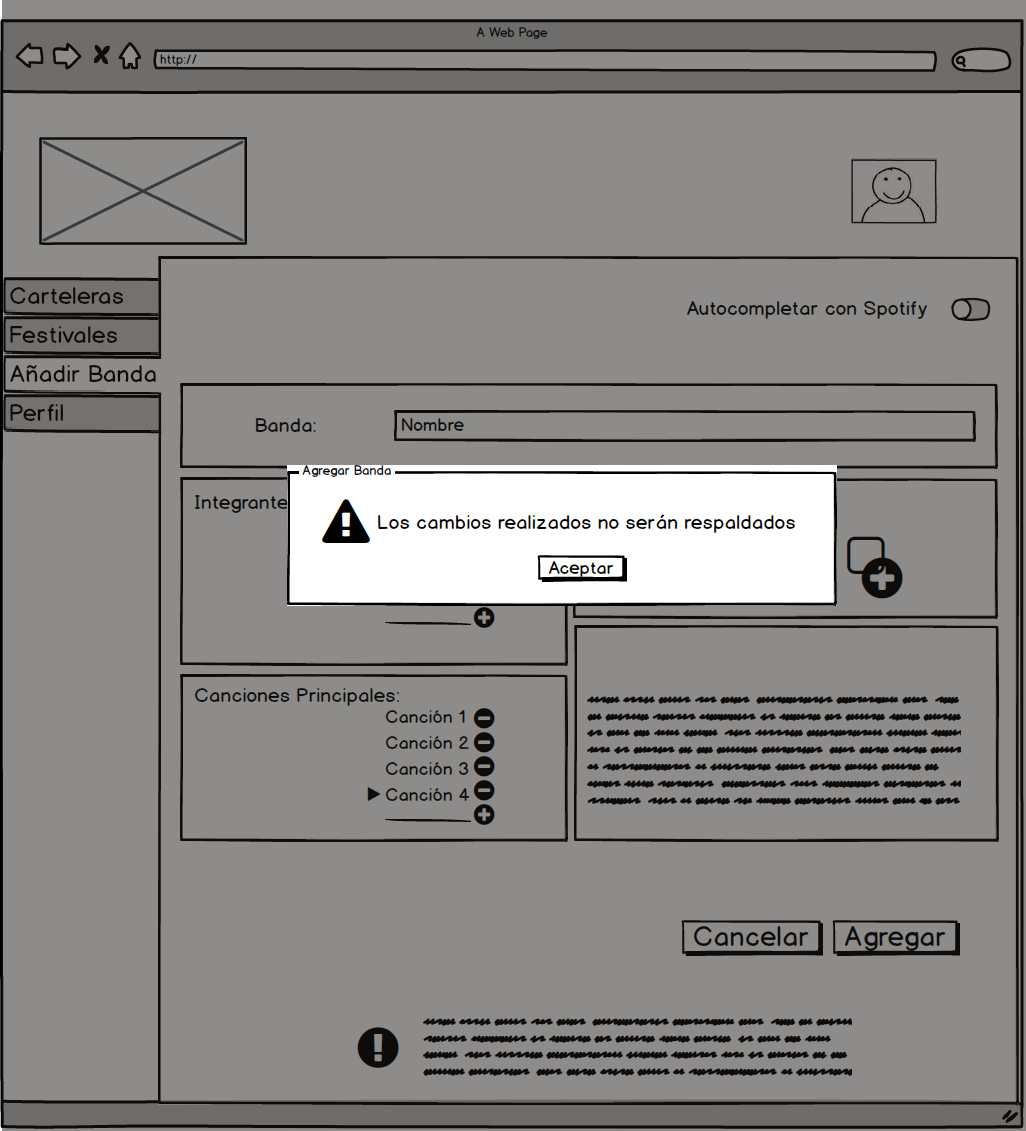 A Web Page
http://
Carteleras
Festivales
Añadir Banda
Perfil
Autocompletar con Spotify
Banda:
Nombre
Integrante
Agregar Banda
Los cambios realizados no serán respaldados
Aceptar
Canciones Principales:
Canción 1
Canción 2
Canción 3
Canción 4
Cancelar
Agregar